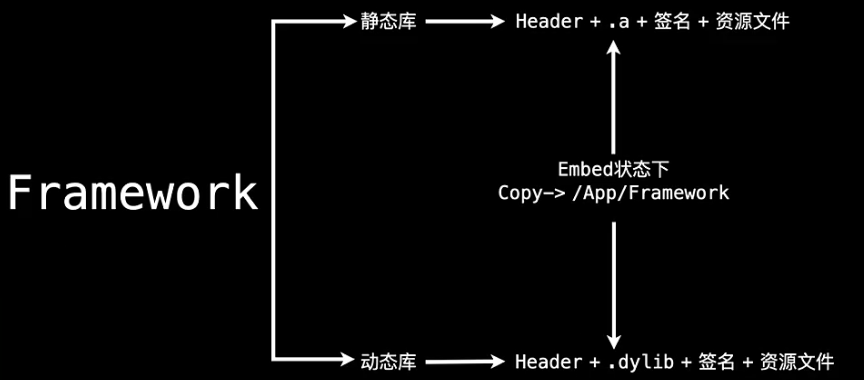 静态库
Header + .a + 签名 + 资源文件
Framework
Embed状态下
Copy-> /App/Framework
动态库
Header + .dylib + 签名 + 资源文件